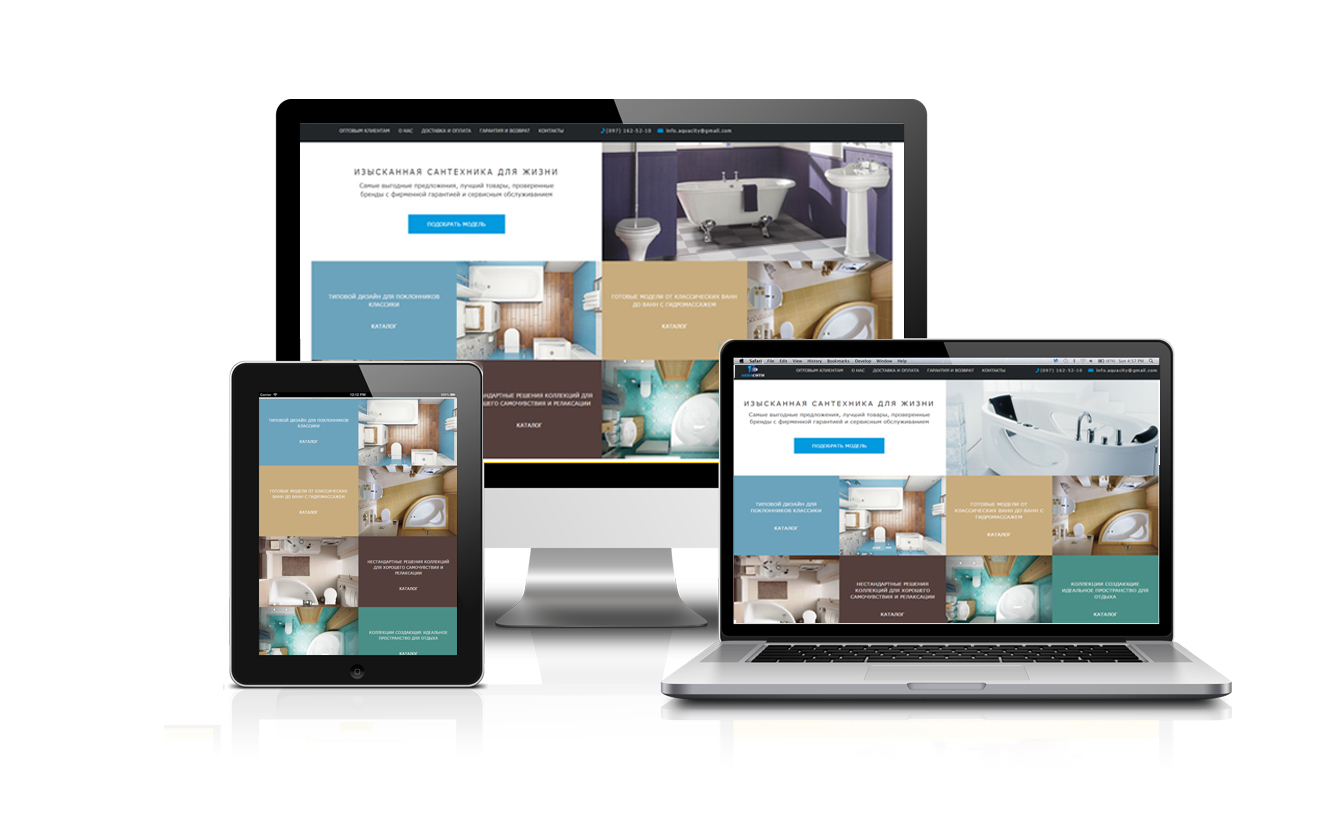 ОПТОВЫМ КЛИЕНТАМ О НАС ДОСТАВКА И ОПЛАТА ГАРАНТИЯ И ВОЗВРАТ КОНТАКТЫ (097) 162-52-10 info.aquacity@gmail.com
ИЗЫСКАННАЯ САНТЕХНИКА ДЛЯ ЖИЗНИ
Самые выгодные предложения, лучший товары, проверенные
бренды с фирменной гарантией и сервисным обслуживанием
ПОДОБРАТЬ МОДЕЛЬ
ТИПОВОЙ ДИЗАЙН ДЛЯ ПОКЛОННИКОВ
КЛАССИКИ
КАТАЛОГ
ГОТОВЫЕ МОДЕЛИ ОТ КЛАССИЧЕСКИХ ВАНН
ДО ВАНН С ГИДРОМАССАЖЕМ
КАТАЛОГ
НДАРТНЫЕ РЕШЕНИЯ КОЛЛЕКЦИЙ ДЛЯ
ШЕГО САМОЧУВСТВИЯ И РЕЛАКСАЦИИ
КАТАЛОГ
12:12 PM
ТИПОВОЙ ДИЗАЙН ДЛЯ ПОКЛОННИКОВ
КЛАССИКИ
КАТАЛОГ
ГОТОВЫЕ МОДЕЛИ ОТ КЛАССИЧЕСКИХ
ВАНН ДО ВАНН С ГИДРОМАССАЖЕМ
КАТАЛОГ
НЕСТАНДАРТНЫЕ РЕШЕНИЯ КОЛЛЕКЦИЙ
ДЛЯ ХОРОШЕГО САМОЧУВСТВИЯ И
РЕЛАКСАЦИИ
КАТАЛОГ
КОЛЛЕКЦИИ СОЗДАЮЩИЕ ИДЕАЛЬНОЕ
ПРОСТРАНСТВО ДЛЯ ОТДЫХА
КАТАЛОГ
Safari File Edit View History Bookmarks Develop Window Help Sun 4:57 PM
ОПТОВЫМ КЛИЕНТАМ О НАС ДОСТАВКА И ОПЛАТА ГАРАНТИЯ И ВОЗВРАТ КОНТАКТЫ (097) 162-52-10 info.aquacity@gmail.com
ИЗЫСКАННАЯ САНТЕХНИКА ДЛЯ ЖИЗНИ
Самые выгодные предложения, лучший товары, проверенные
бренды с фирменной гарантией и сервисным обслуживанием
ПОДОБРАТЬ МОДЕЛЬ
ТИПОВОЙ ДИЗАЙН ДЛЯ
ПОКЛОННИКОВ КЛАССИКИ
КАТАЛОГ
ГОТОВЫЕ МОДЕЛИ ОТ
КЛАССИЧЕСКИХ ВАНН ДО ВАНН С
ГИДРОМАССАЖЕМ
КАТАЛОГ
НЕСТАНДАРТНЫЕ РЕШЕНИЯ
КОЛЛЕКЦИЙ ДЛЯ ХОРОШЕГО
САМОЧУВСТВИЯ И РЕЛАКСАЦИИ
КАТАЛОГ
КОЛЛЕКЦИИ СОЗДАЮЩИЕ
ИДЕАЛЬНОЕ ПРОСТРАНСТВО ДЛЯ
ОТДЫХА
КАТАЛОГ